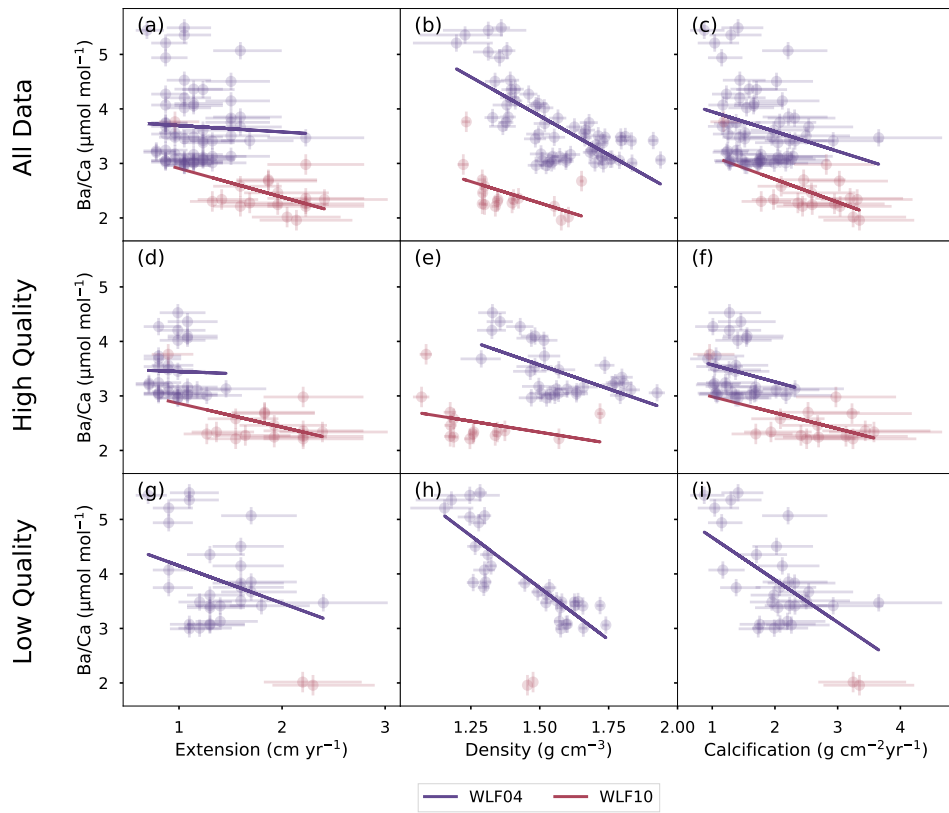 (a) (b) (c)
All Data
Ba/Ca (μmol mol⁻¹)
5
4
3
2
(d) (e) (f)
High Quality
Ba/Ca (μmol mol⁻¹)
5
4
3
2
(g) (h) (i)
Low Quality
Ba/Ca (μmol mol⁻¹)
5
4
3
2
1 2 3 1.25 1.50 1.75 2.00 1 2 3 4
Extension (cm yr⁻¹) Density (g cm⁻³) Calcification (g cm⁻²yr⁻¹)
WLF04 WLF10